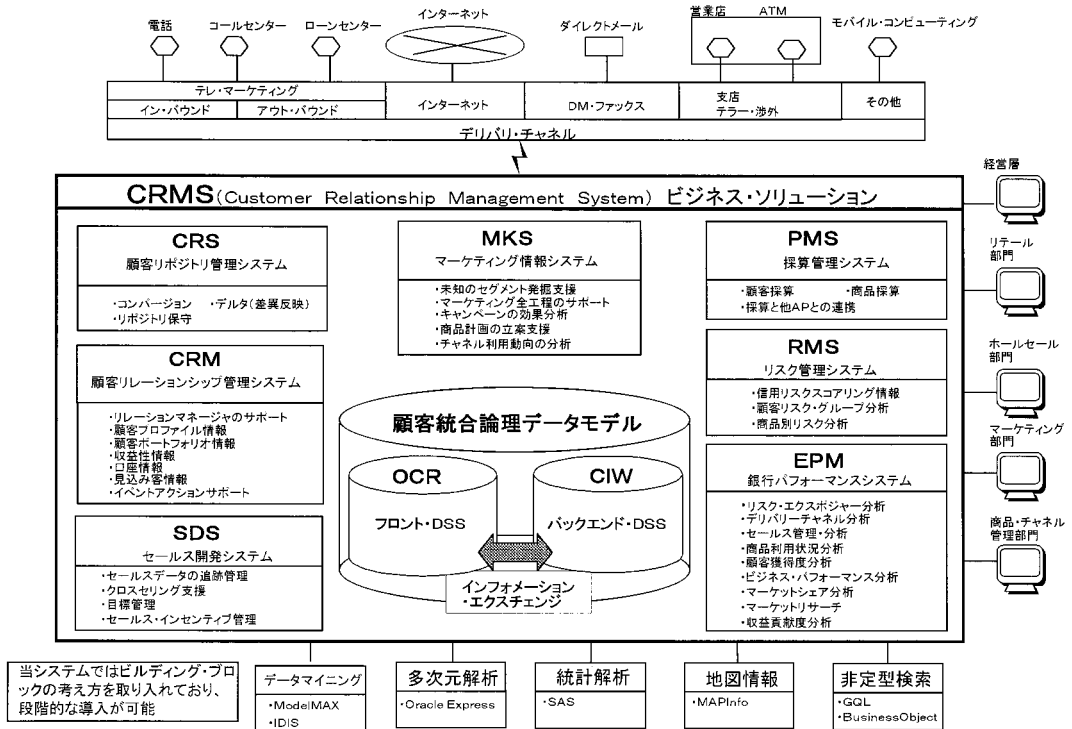 電話
コールセンター
ローンセンター
インターネット
ダイレクトメール
営業店 ATM
モバイル・コンピューティング
テレ・マーケティング
イン・バウンド
アウト・バウンド
インターネット
DM・ファックス
支店
テラー・渉外
その他
デリバリ・チャネル
CRMS(Customer Relationship Management System) ビジネス・ソリューション
CRS
顧客リポジトリ管理システム
・コンバージョン ・デルタ(差異反映)
・リポジトリ保守
CRM
顧客リレーションシップ管理システム
・リレーションマネージャのサポート
・顧客プロファイル情報
・顧客ポートフォリオ情報
・収益性情報
・口座情報
・見込み客情報
・イベントアクションサポート
SDS
セールス開発システム
・セールスデータの追跡管理
・クロスセリング支援
・目標管理
・セールス・インセンティブ管理
MKS
マーケティング情報システム
・未知のセグメント発掘支援
・マーケティング全工程のサポート
・キャンペーンの効果分析
・商品計画の立案支援
・チャネル利用動向の分析
顧客統合論理データモデル
OCR
フロント・DSS
CIW
バックエンド・DSS
インフォメーション
・エクスチェンジ
PMS
採算管理システム
・顧客採算 ・商品採算
・採算と他APとの連携
RMS
リスク管理システム
・信用リスクスコアリング情報
・顧客リスク・グループ分析
・商品別リスク分析
EPM
銀行パフォーマンスシステム
・リスク・エクスポジャー分析
・デリバリーチャネル分析
・セールス管理・分析
・商品利用状況分析
・顧客獲得度分析
・ビジネス・パフォーマンス分析
・マーケットシェア分析
・マーケットリサーチ
・収益貢献度分析
経営層
リテール
部門
ホールセール
部門
マーケティング
部門
商品・チャネル
管理部門
当システムではビルディング・ブロ
ックの考え方を取り入れており、
段階的な導入が可能
データマイニング
・ModelMAX
・IDIS
多次元解析
・Oracle Express
統計解析
・SAS
地図情報
・MAPInfo
非定型検索
・GQL
・BusinessObject